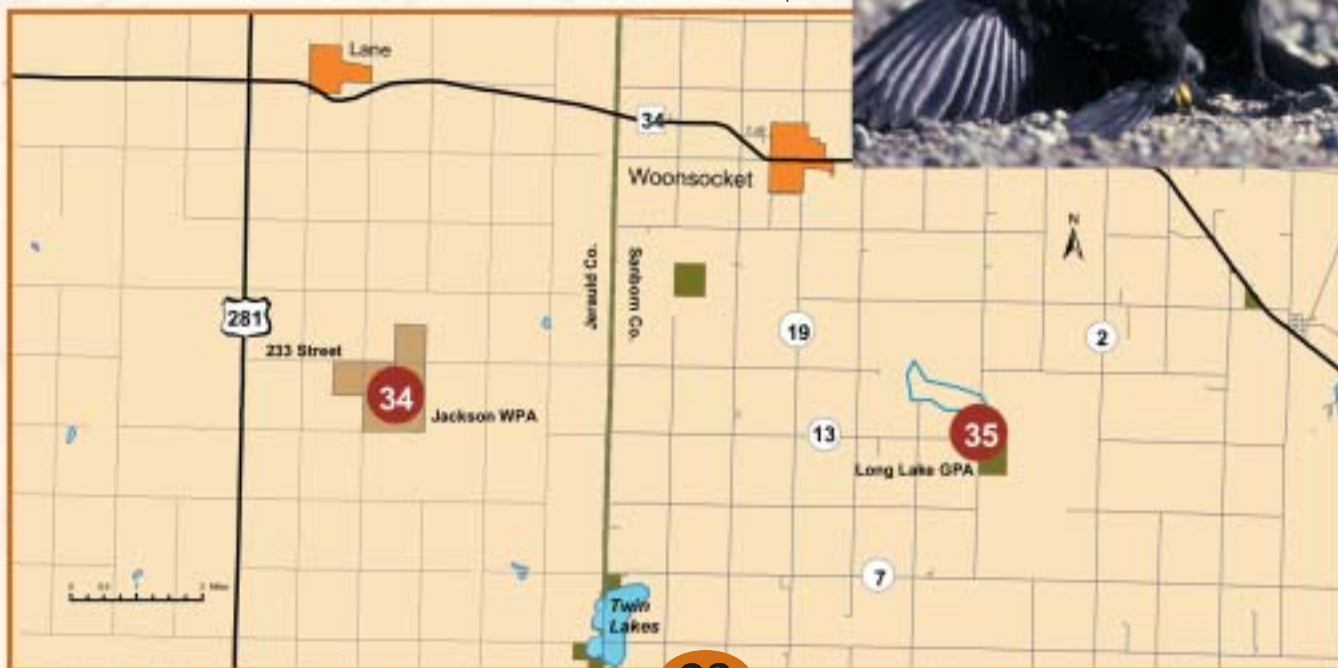 Lane
34
Woonsocket
N
Jerauld Co.
Sanborn Co.
281
19
2
233 Street
34
Jackson WPA
13
35
Long Lake GPA
7
Twin
Lakes